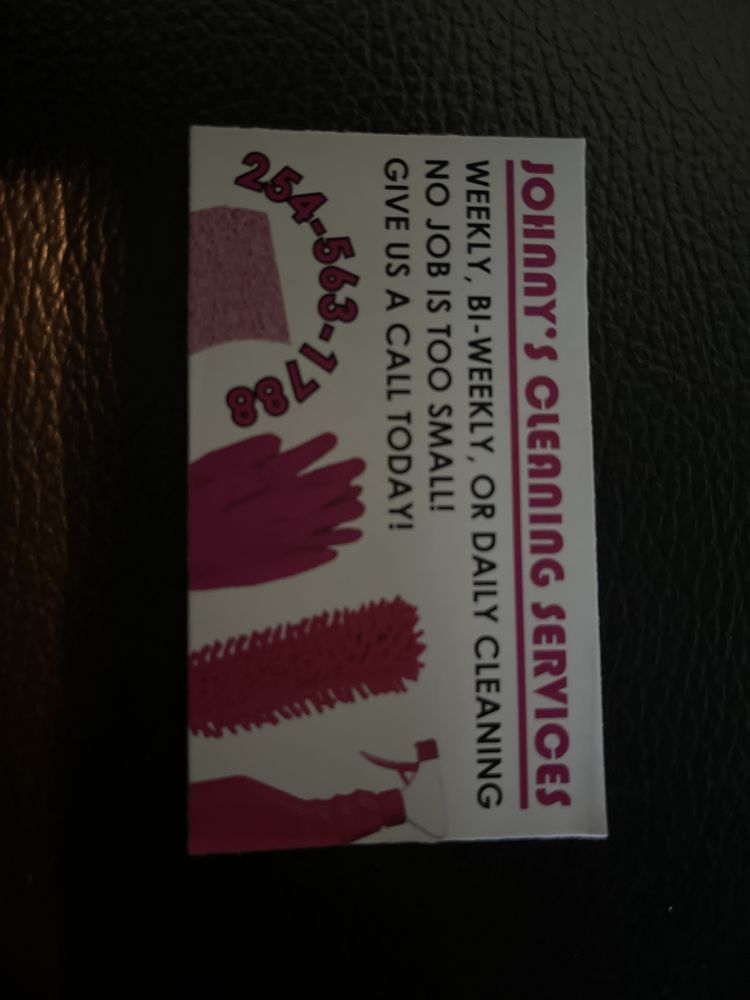 JOHNNY'S CLEANING SERVICES
WEEKLY, BI-WEEKLY, OR DAILY CLEANING
NO JOB IS TOO SMALL!
GIVE US A CALL TODAY!
254-563-1788